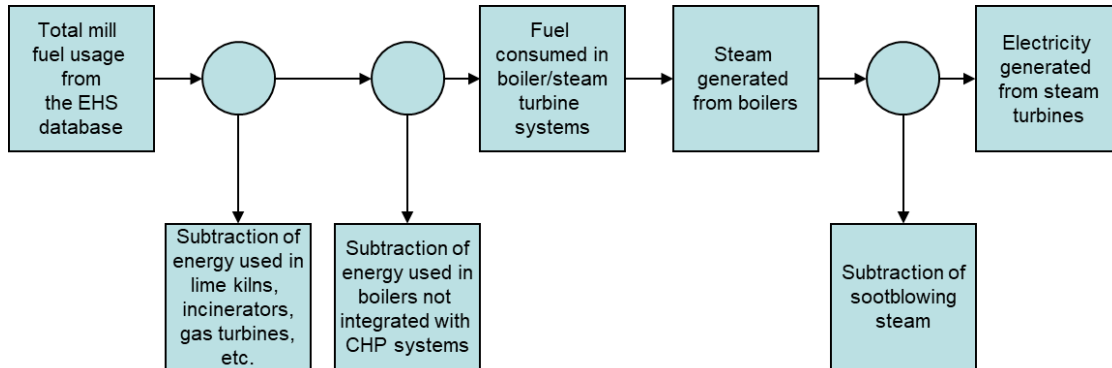 Total mill
fuel usage
from
the EHS
database
Fuel
consumed in
boiler/steam
turbine
systems
Steam
generated
from boilers
Electricity
generated
from steam
turbines
Subtraction of
energy used in
lime kilns,
incinerators,
gas turbines,
etc.
Subtraction of
energy used in
boilers not
integrated with
CHP systems
Subtraction of
sootblowing
steam